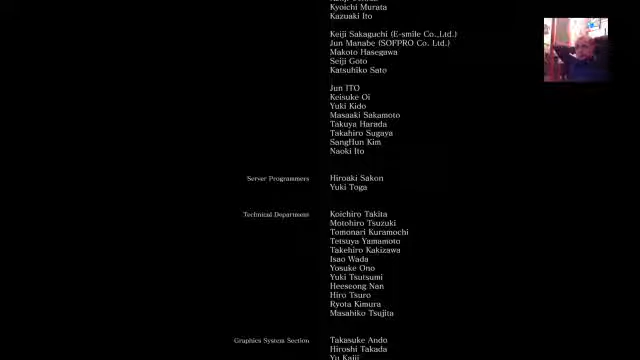 Kyoichi Murata
Kazuaki Ito
Keiji Sakaguchi (E-smile Co.,Ltd.)
Jun Manabe (SOFPRO Co. Ltd.)
Makoto Hasegawa
Seiji Goto
Katsuhiko Sato
Jun ITO
Keisuke Oi
Yuki Kido
Masaaki Sakamoto
Takuya Harada
Takahiro Sugaya
SangHun Kim
Naoki Ito
Server Programmers Hiroaki Sakon
Yuki Toga
Technical Department Koichiro Takita
Motohiro Tsuzuki
Tomonari Kuramochi
Tetsuya Yamamoto
Takehiro Kakizawa
Isao Wada
Yosuke Ono
Yuki Tsutsumi
Heeseong Nan
Hiro Tsuro
Ryota Kimura
Masahiko Tsujita
Graphics System Section Takasuke Ando
Hiroshi Takada
Yu Kaiji